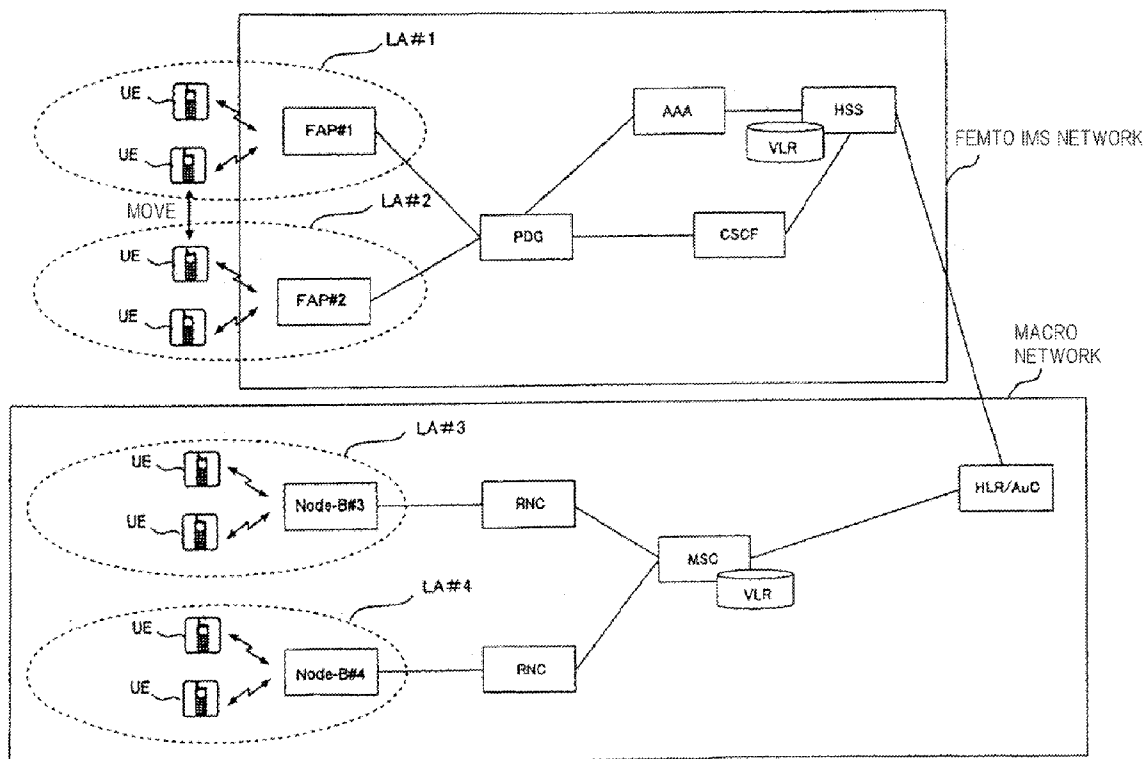 LA#1
UE
FAP#1
UE
MOVE
LA#2
UE
FAP#2
UE
PDG
AAA
HSS
VLR
CSCF
FEMTO IMS NETWORK
MACRO
NETWORK
LA#3
UE
Node-B#3
UE
RNC
HLR/AuC
MSC
VLR
LA#4
UE
Node-B#4
UE
RNC